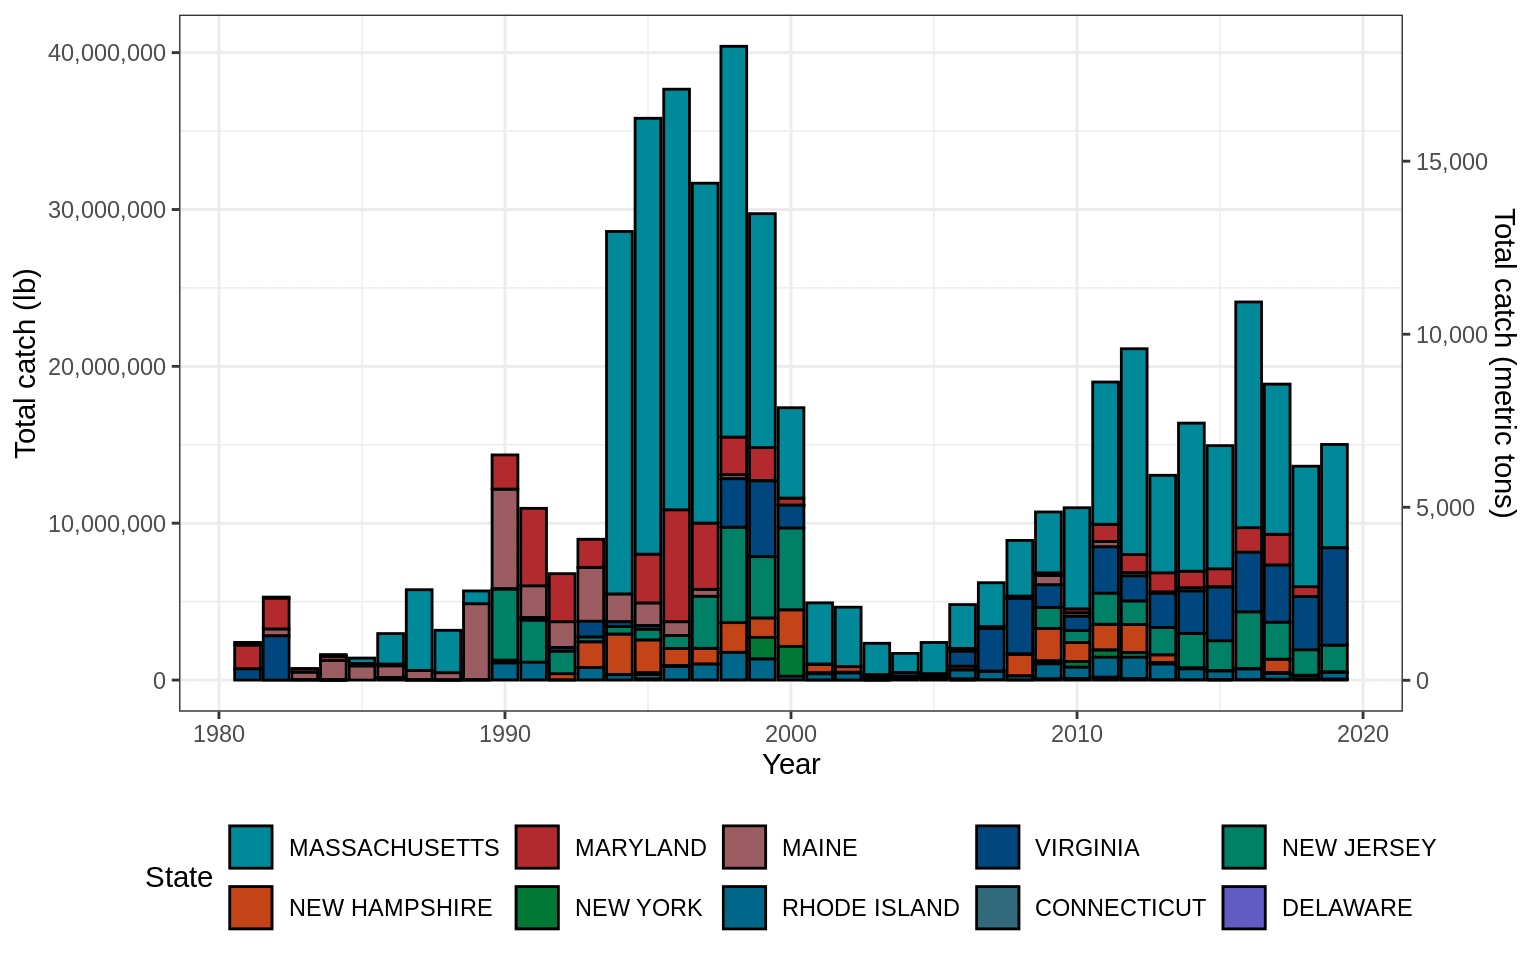 Total catch (lb)
40,000,000
30,000,000
20,000,000
10,000,000
0
15,000
10,000
5,000
0
Total catch (metric tons)
1980 1990 2000 2010 2020
Year
State
MASSACHUSETTS MARYLAND MAINE VIRGINIA NEW JERSEY
NEW HAMPSHIRE NEW YORK RHODE ISLAND CONNECTICUT DELAWARE